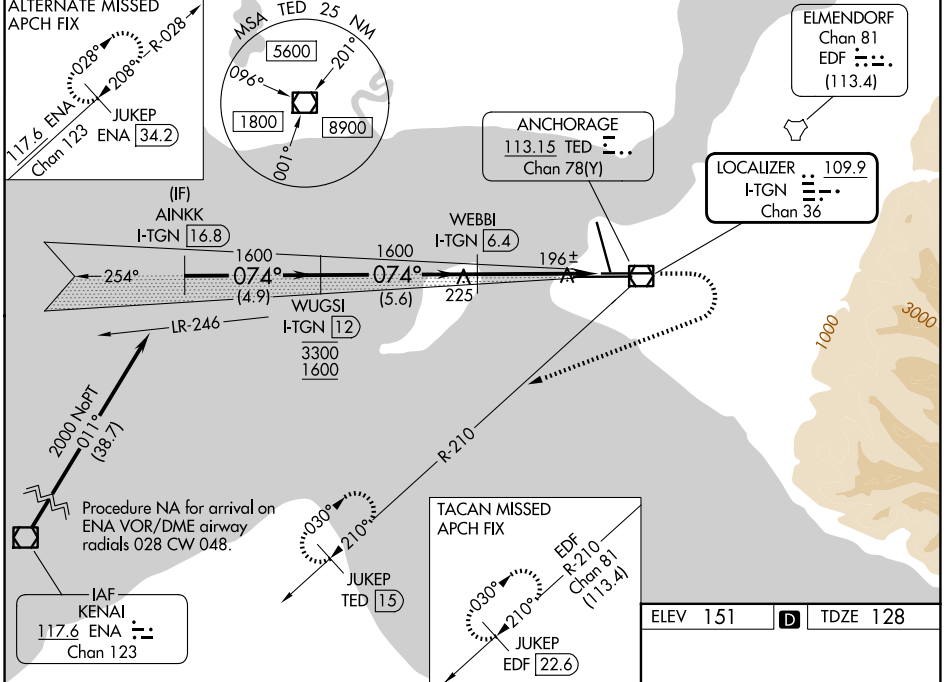 ALTERNATE MISSED
APCH FIX
028°
208°
R-028
117.6 ENA
Chan 123
JUKEP
ENA 34.2
MSA TED 25 NM
5600
096°
201°
1800
8900
001°
ELMENDORF
Chan 81
EDF
(113.4)
ANCHORAGE
113.15 TED
Chan 78(Y)
LOCALIZER 109.9
I-TGN
Chan 36
(IF)
AINKK
I-TGN 16.8
WEBBI
I-TGN 6.4
1600
1600
196±
254°
074°
074°
(4.9)
(5.6)
225
WUGSI
I-TGN 12
3300
1600
LR-246
1000
3000
2000 NoPT
011°
(38.7)
R-210
Procedure NA for arrival on
ENA VOR/DME airway
radials 028 CW 048.
030°
210°
JUKEP
TED 15
IAF
KENAI
117.6 ENA
Chan 123
TACAN MISSED
APCH FIX
EDF
R-210
Chan 81
(113.4)
030°
210°
JUKEP
EDF 22.6
ELEV 151 D TDZE 128